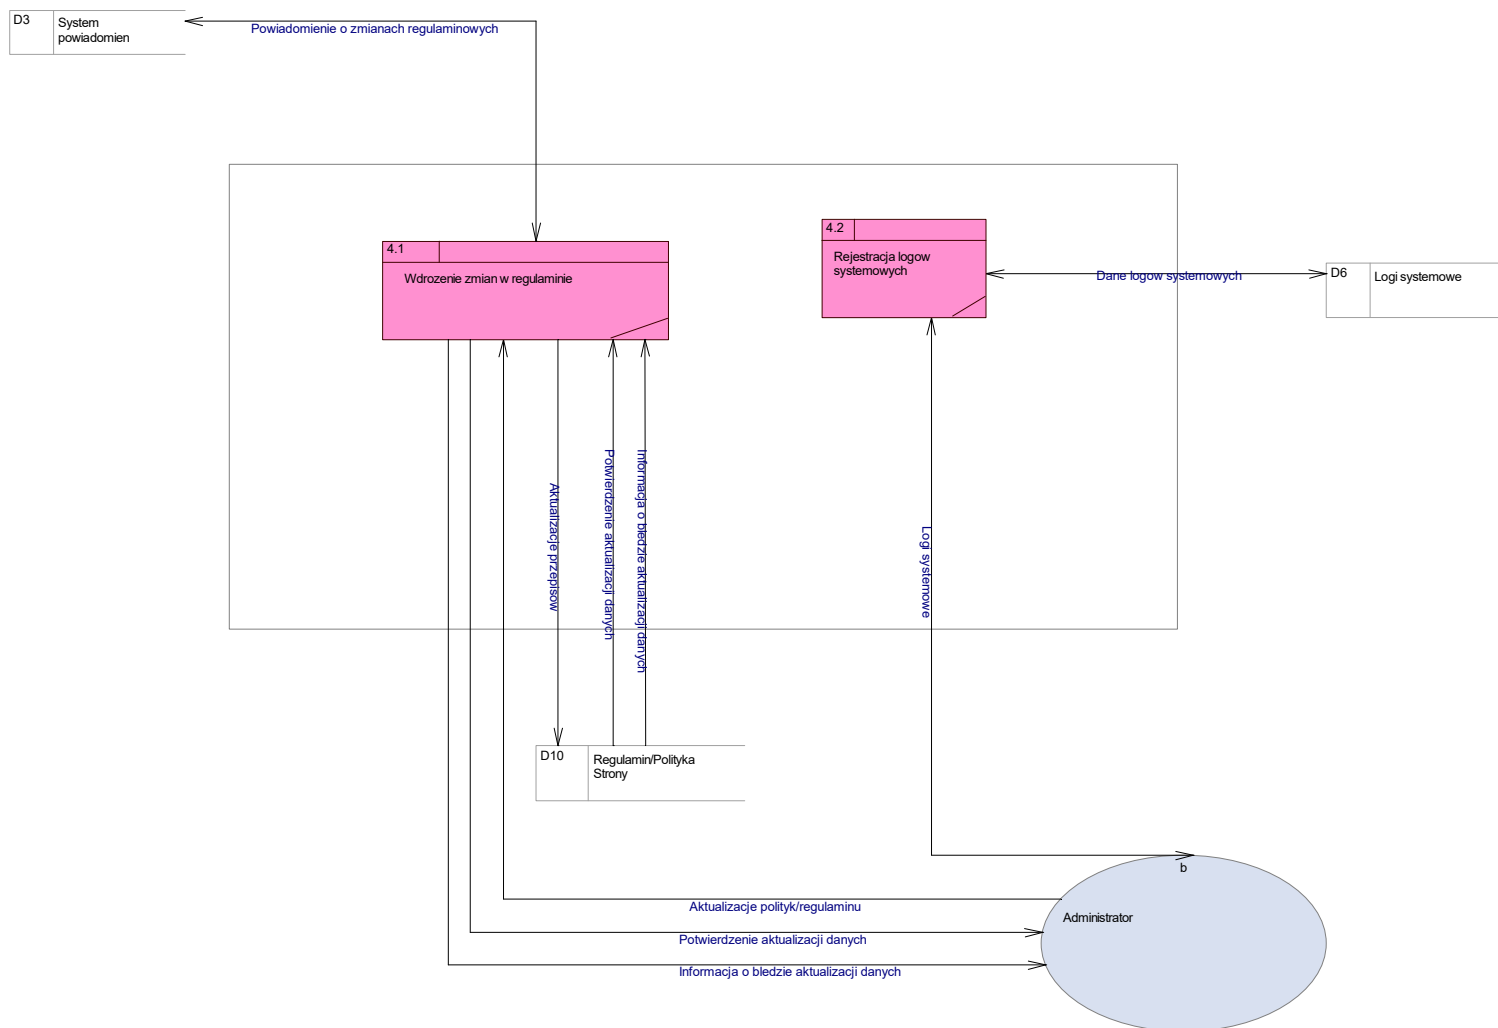 D3
System
powiadomien
Powiadomienie o zmianach regulaminowych
4.1
Wdrozenie zmian w regulaminie
4.2
Rejestracja logow
systemowych
Dane logow systemowych
D6
Logi systemowe
Aktualizacje przepisow
Potwierdzenie aktualizacji danych
Informacja o bledzie aktualizacji danych
Logi systemowe
D10
Regulamin/Polityka
Strony
b
Administrator
Aktualizacje polityk/regulaminu
Potwierdzenie aktualizacji danych
Informacja o bledzie aktualizacji danych